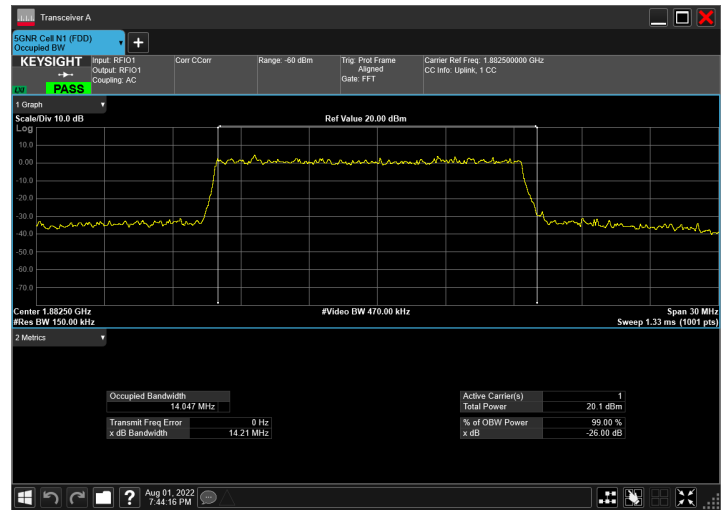 Transceiver A
5GNR Cell N1 (FDD)
Occupied BW
KEYSIGHT
PASS
Input: RFIO1
Output: RFIO1
Coupling: AC
Corr CCorr
Range: -60 dBm
Trig: Prot Frame
Aligned
Gate: FFT
Carrier Ref Freq: 1.882500000 GHz
CC Info: Uplink, 1 CC
1 Graph
Scale/Div 10.0 dB
Ref Value 20.00 dBm
Log
10.0
0.00
-10.0
-20.0
-30.0
-40.0
-50.0
-60.0
-70.0
Center 1.88250 GHz
#Video BW 470.00 kHz
Span 30 MHz
#Res BW 150.00 kHz
Sweep 1.33 ms (1001 pts)
2 Metrics
Occupied Bandwidth
14.047 MHz
Active Carrier(s) 1
Total Power 20.1 dBm
Transmit Freq Error 0 Hz
x dB Bandwidth 14.21 MHz
% of OBW Power 99.00 %
x dB -26.00 dB
?
Aug 01, 2022
7:44:16 PM